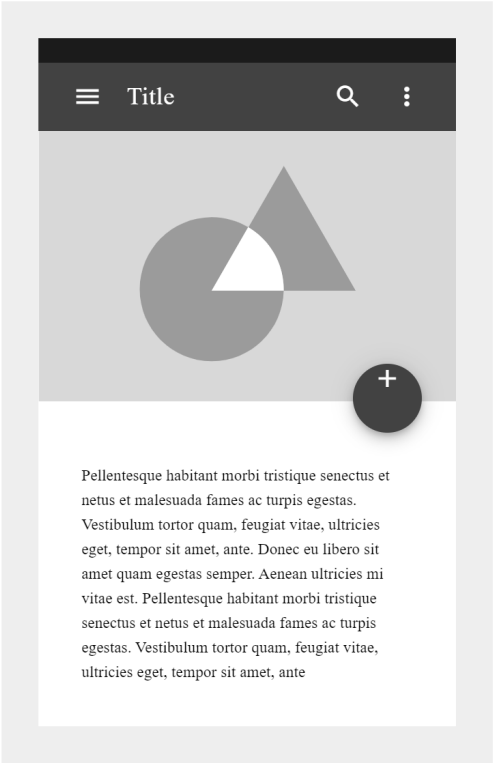 Title
Pellentesque habitant morbi tristique senectus et
netus et malesuada fames ac turpis egestas.
Vestibulum tortor quam, feugiat vitae, ultricies
eget, tempor sit amet, ante. Donec eu libero sit
amet quam egestas semper. Aenean ultricies mi
vitae est. Pellentesque habitant morbi tristique
senectus et netus et malesuada fames ac turpis
egestas. Vestibulum tortor quam, feugiat vitae,
ultricies eget, tempor sit amet, ante